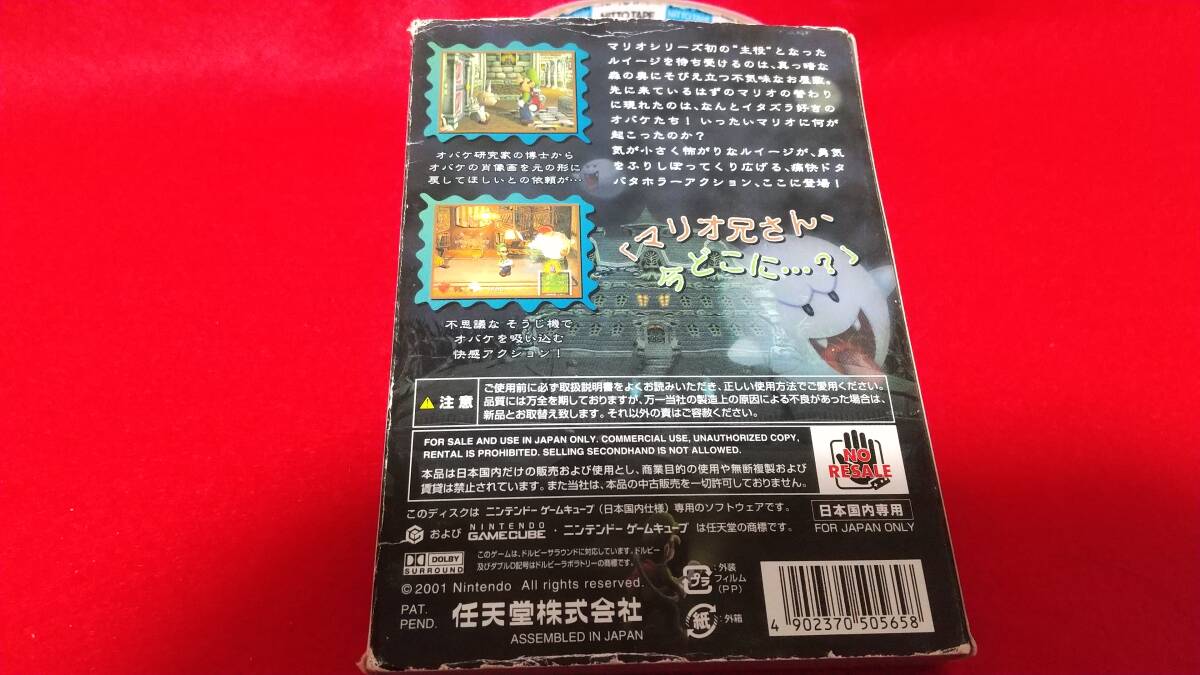 NITTO TAPE
マリオシリーズ初の“主役”となった
ルイージを待ち受けるのは、真っ暗な
森の奥にそびえ立つ不気味なお屋敷。
先に来ているはずのマリオの替わり
に現れたのは、なんとイタズラ好きの
オバケたち！いったいマリオに何が
起こったのか？
気が小さく怖がりなルイージが、勇気
をふりしぼってくり広げる、痛快ドタ
バタホラーアクション、ここに登場！
オバケ研究家の博士から
オバケの肖像画を元の形に
戻してほしいとの依頼が…
「マリオ兄さん、
どこに…？」
不思議な そうじ機で
オバケを吸い込む
快感アクション！
注意
ご使用前に必ず取扱説明書をよくお読みいただき、正しい使用方法でご愛用ください。
品質には万全を期しておりますが、万一当社の製造上の原因による不良があった場合は、
新品とお取替え致します。それ以外の責はご容赦ください。
FOR SALE AND USE IN JAPAN ONLY. COMMERCIAL USE, UNAUTHORIZED COPY,
RENTAL IS PROHIBITED. SELLING SECONDHAND IS NOT ALLOWED.
本品は日本国内だけの販売および使用とし、商業目的の使用や無断複製および
賃貸は禁止されています。また当社は、本品の中古販売を一切許可しておりません。
NO
RESALE
このディスクは ニンテンドーゲームキューブ（日本国内仕様）専用のソフトウェアです。
および NINTENDO GAMECUBE・ニンテンドーゲームキューブ は任天堂の商標です。
日本国内専用
FOR JAPAN ONLY
DOLBY
SURROUND
このゲームは、ドルビーサラウンドに対応しています。ドルビー
及びダブルD記号はドルビーラボラトリーの商標です。
© 2001 Nintendo All rights reserved.
PAT.
PEND.
任天堂株式会社
ASSEMBLED IN JAPAN
プラ
：外装
フィルム
(PP)
紙
：外箱
4 902370 505658